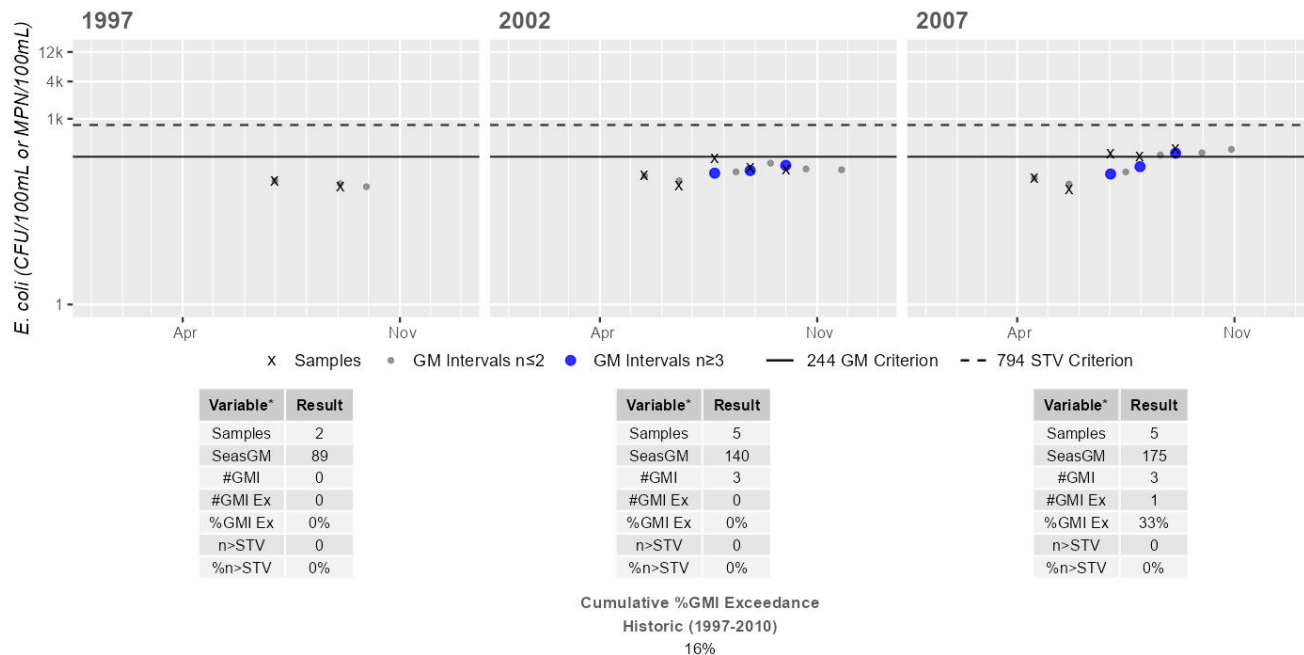 1997 2002 2007
E. coli (CFU/100mL or MPN/100mL)
12k
4k
1k
1
Apr Nov Apr Nov Apr Nov
x Samples GM Intervals n≤2 GM Intervals n≥3 244 GM Criterion 794 STV Criterion
Variable* Result Variable* Result Variable* Result
Samples 2 Samples 5 Samples 5
SeasGM 89 SeasGM 140 SeasGM 175
#GMI 0 #GMI 3 #GMI 3
#GMI Ex 0 #GMI Ex 0 #GMI Ex 1
%GMI Ex 0% %GMI Ex 0% %GMI Ex 33%
n>STV 0 n>STV 0 n>STV 0
%n>STV 0% %n>STV 0% %n>STV 0%
Cumulative %GMI Exceedance
Historic (1997-2010)
16%